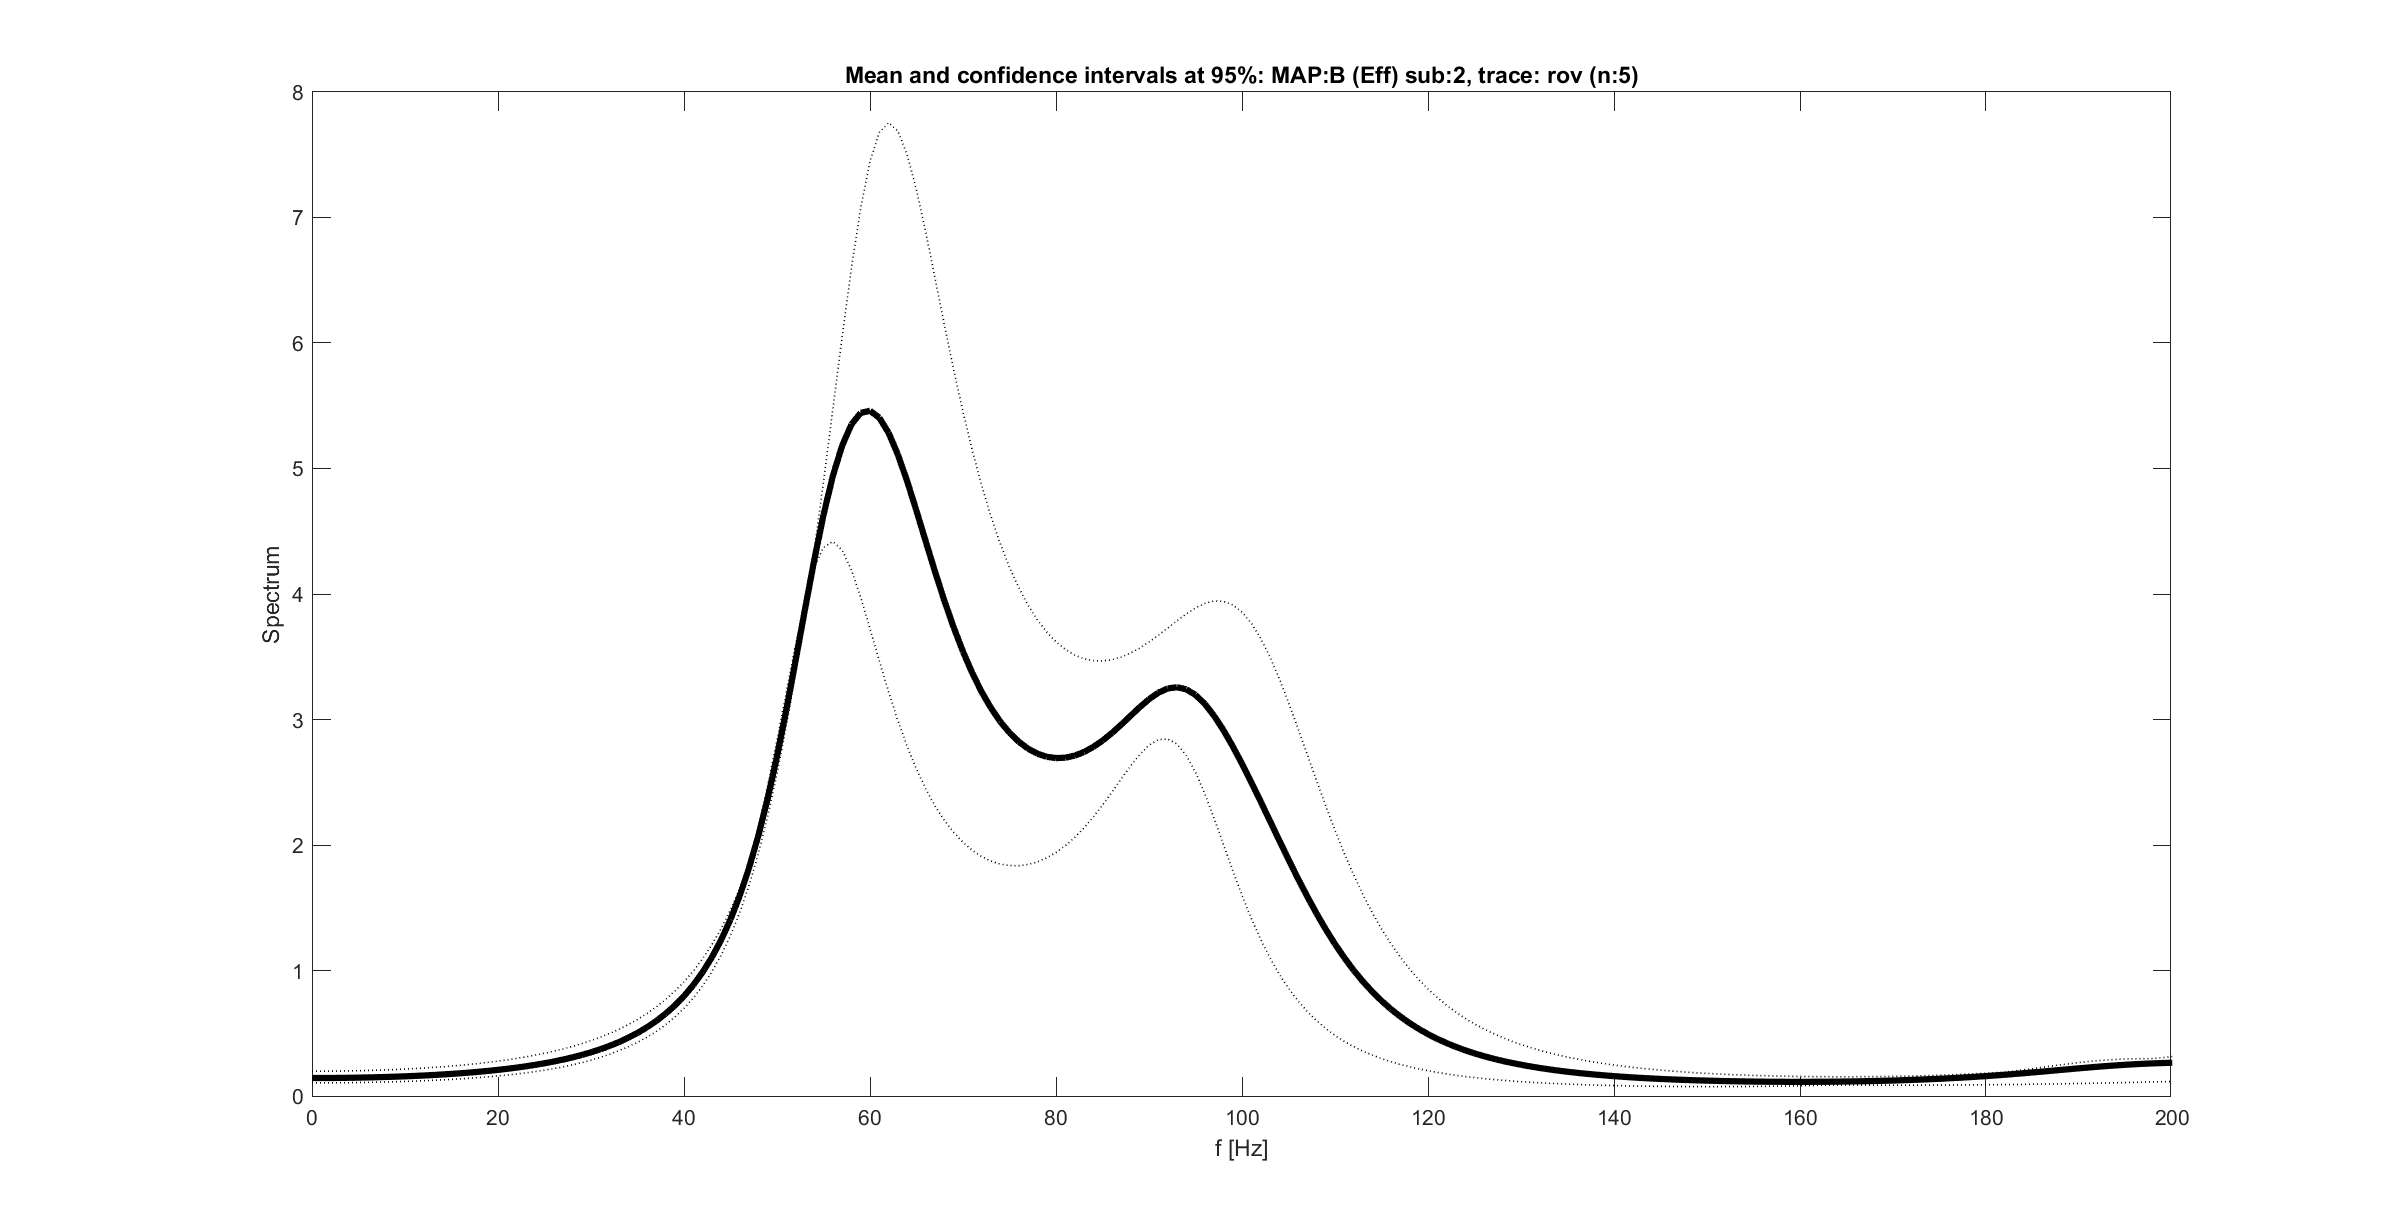 Mean and confidence intervals at 95%: MAP:B (Eff) sub:2, trace: rov (n:5)
8
7
6
5
4
3
2
1
0
Spectrum
0 20 40 60 80 100 120 140 160 180 200
f [Hz]